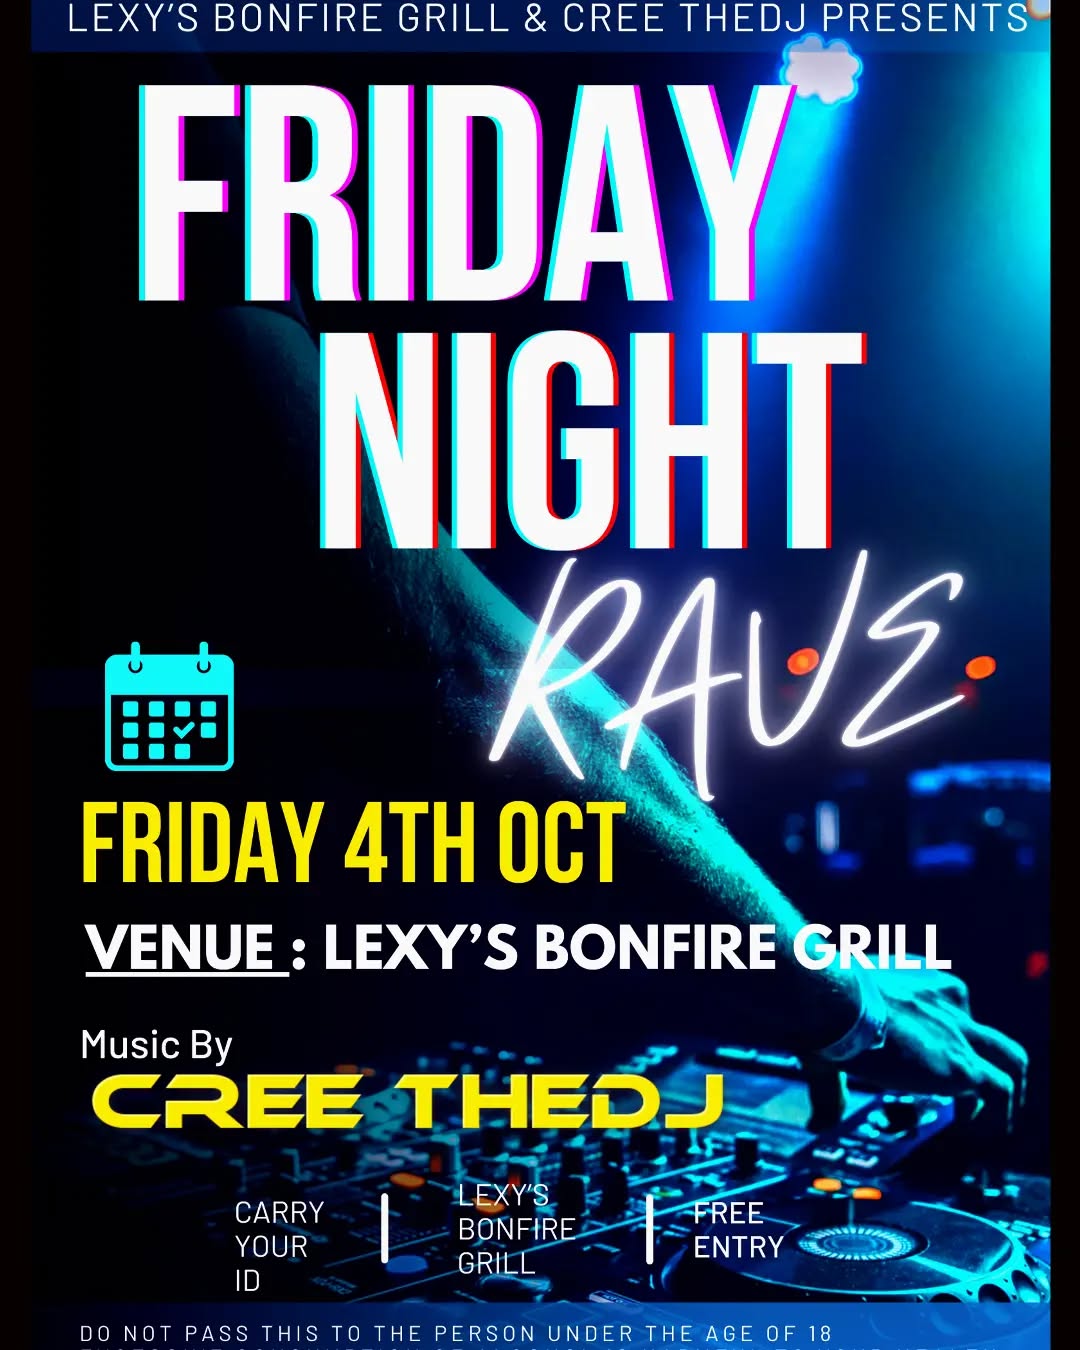 LEXY'S BONFIRE GRILL & CREE THEDJ PRESENTS
FRIDAY
NIGHT
RAVE
FRIDAY 4TH OCT
VENUE : LEXY'S BONFIRE GRILL
Music By
CREE THEDJ
CARRY
YOUR
ID
LEXY'S
BONFIRE
GRILL
FREE
ENTRY
DO NOT PASS THIS TO THE PERSON UNDER THE AGE OF 18